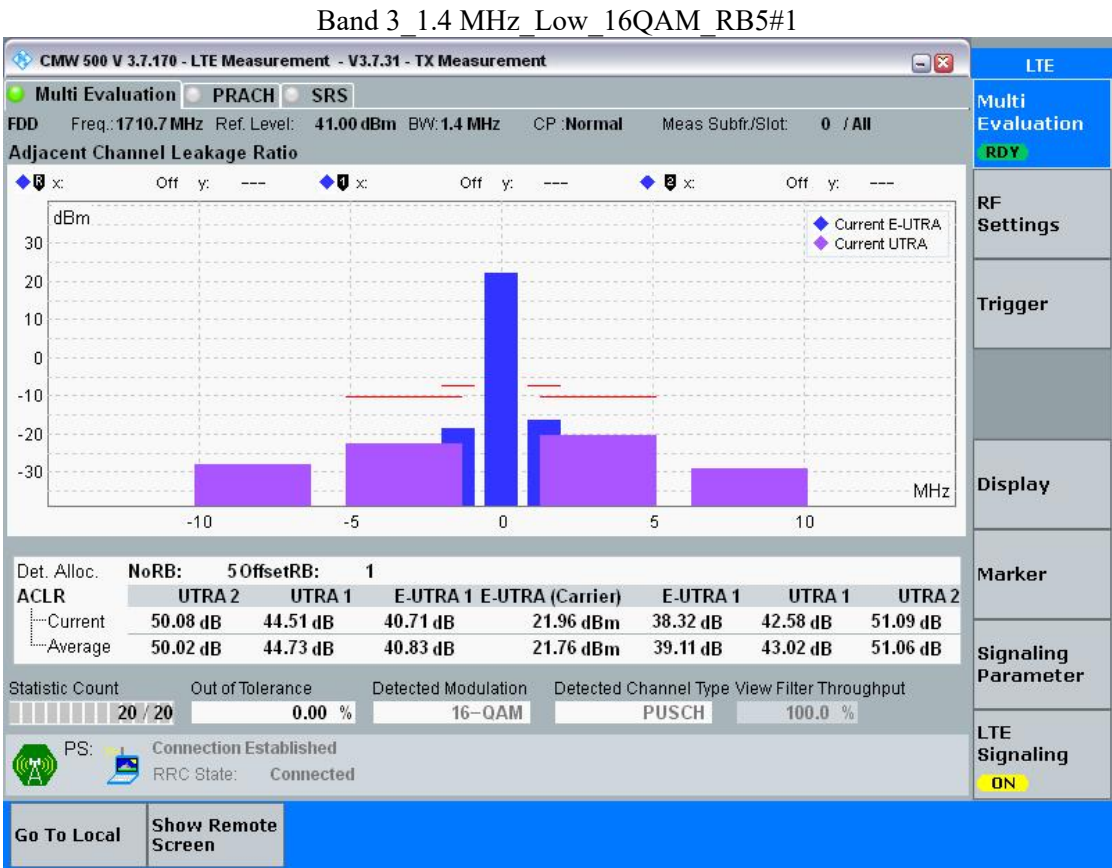 Band 3_1.4 MHz_Low_16QAM_RB5#1
CMW 500 V 3.7.170 - LTE Measurement - V3.7.31 - TX Measurement
LTE
Multi Evaluation PRACH SRS
Multi Evaluation
RDY
FDD Freq.:1710.7 MHz Ref. Level: 41.00 dBm BW:1.4 MHz CP :Normal Meas Subfr./Slot: 0 / All
Adjacent Channel Leakage Ratio
R x: Off y: --- 1 x: Off y: --- 2 x: Off y: ---
RF Settings
dBm
Current E-UTRA
Current UTRA
30
20
10
0
-10
-20
-30
MHz
-10 -5 0 5 10
Trigger
Display
Marker
Signaling Parameter
LTE Signaling
ON
Det. Alloc. NoRB: 5 OffsetRB: 1
ACLR UTRA 2 UTRA 1 E-UTRA 1 E-UTRA (Carrier) E-UTRA 1 UTRA 1 UTRA 2
Current 50.08 dB 44.51 dB 40.71 dB 21.96 dBm 38.32 dB 42.58 dB 51.09 dB
Average 50.02 dB 44.73 dB 40.83 dB 21.76 dBm 39.11 dB 43.02 dB 51.06 dB
Statistic Count Out of Tolerance Detected Modulation Detected Channel Type View Filter Throughput
20 / 20 0.00 % 16-QAM PUSCH 100.0 %
PS: Connection Established
RRC State: Connected
Go To Local
Show Remote Screen